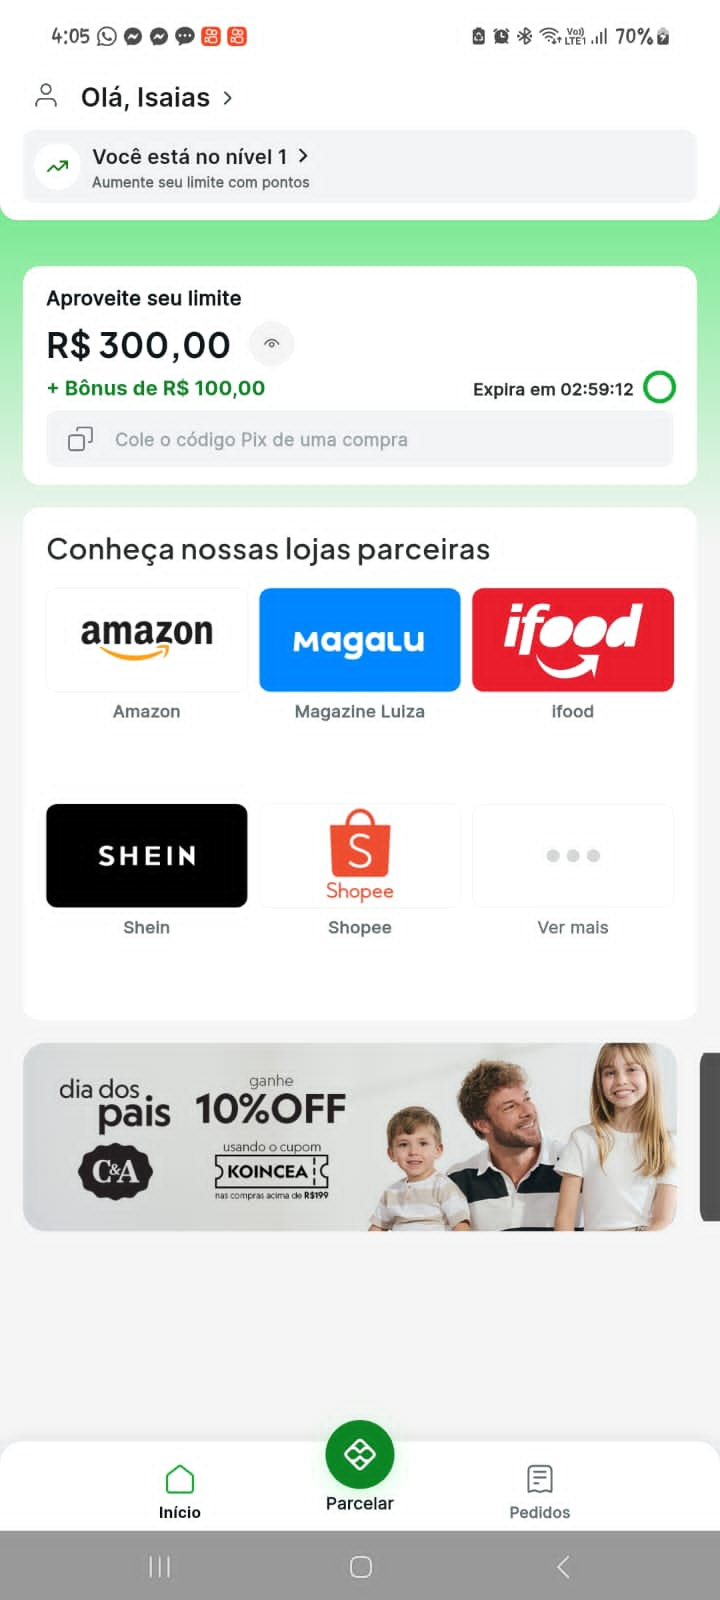 4:05
Vo)) LTE1 70%
Olá, Isaias
Você está no nível 1
Aumente seu limite com pontos
Aproveite seu limite
R$ 300,00
+ Bônus de R$ 100,00
Expira em 02:59:12
Cole o código Pix de uma compra
Conheça nossas lojas parceiras
amazon
Magalu
ifood
Amazon
Magazine Luiza
ifood
SHEIN
S
Shopee
Shein
Shopee
Ver mais
dia dos
pais
C&A
ganhe
10%OFF
usando o cupom
KOINCEA
nas compras acima de R$199
Início
Parcelar
Pedidos